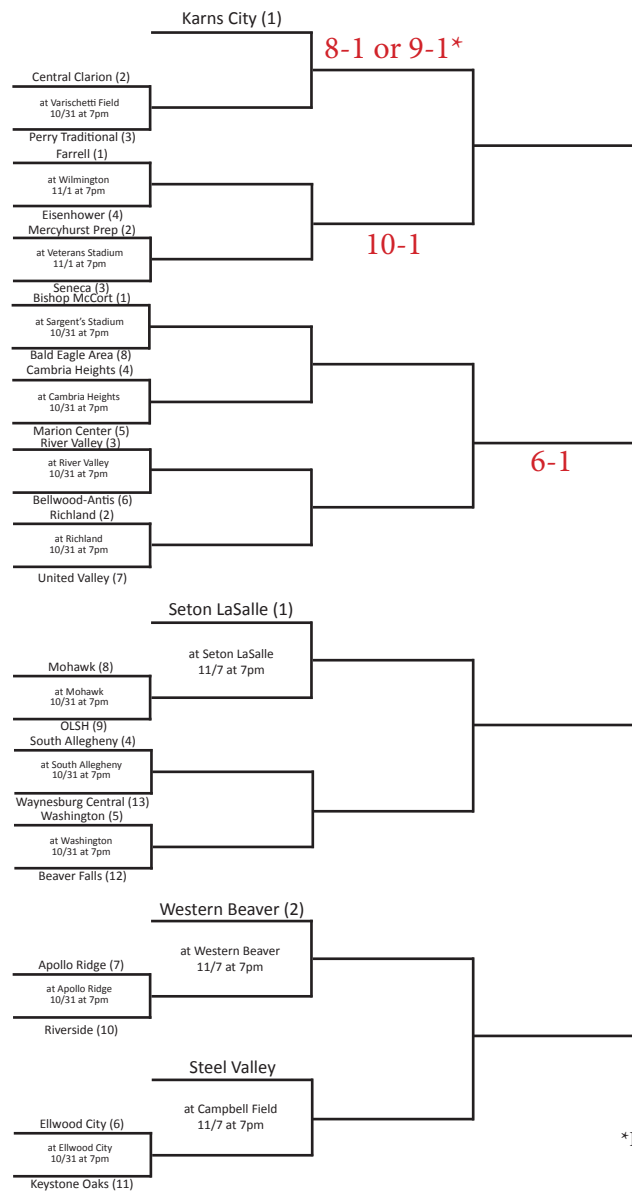 Karns City (1)
8-1 or 9-1*
Central Clarion (2)
at Varischetti Field
10/31 at 7pm
Perry Traditional (3)
Farrell (1)
at Wilmington
11/1 at 7pm
Eisenhower (4)
10-1
Mercyhurst Prep (2)
at Veterans Stadium
11/1 at 7pm
Seneca (3)
Bishop McCort (1)
at Sargent's Stadium
10/31 at 7pm
Bald Eagle Area (8)
Cambria Heights (4)
at Cambria Heights
10/31 at 7pm
Marion Center (5)
River Valley (3)
6-1
at River Valley
10/31 at 7pm
Bellwood-Antis (6)
Richland (2)
at Richland
10/31 at 7pm
United Valley (7)
Seton LaSalle (1)
at Seton LaSalle
11/7 at 7pm
Mohawk (8)
at Mohawk
10/31 at 7pm
OLSH (9)
South Allegheny (4)
at South Allegheny
10/31 at 7pm
Waynesburg Central (13)
Washington (5)
at Washington
10/31 at 7pm
Beaver Falls (12)
Western Beaver (2)
at Western Beaver
11/7 at 7pm
Apollo Ridge (7)
at Apollo Ridge
10/31 at 7pm
Riverside (10)
Steel Valley
at Campbell Field
11/7 at 7pm
Ellwood City (6)
at Ellwood City
10/31 at 7pm
Keystone Oaks (11)